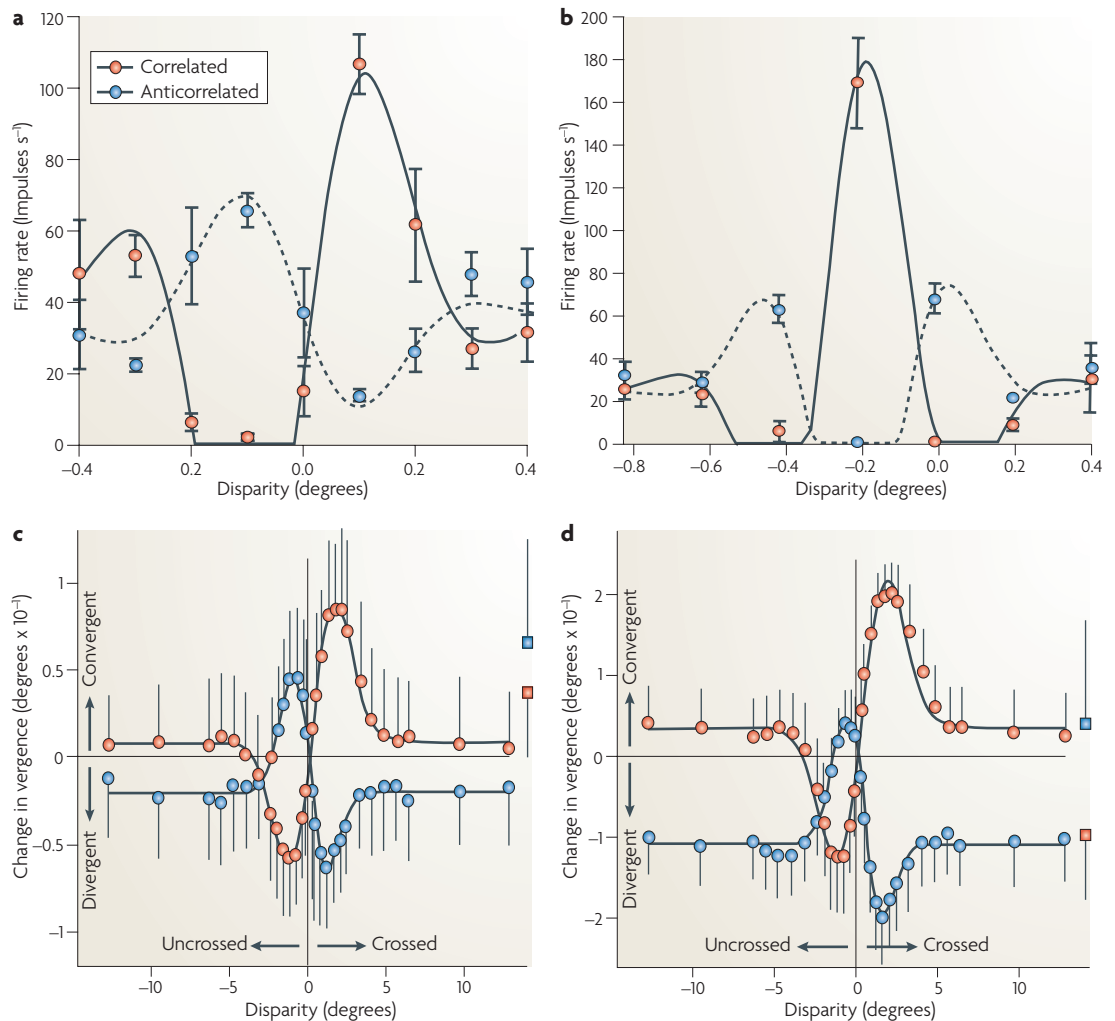 a
120
100
80
60
40
20
0
Firing rate (Impulses s⁻¹)
Correlated
Anticorrelated
–0.4
0.2
0.0
0.2
0.4
Disparity (degrees)
b
200
180
160
140
120
100
80
60
40
20
0
Firing rate (Impulses s⁻¹)
–0.8
–0.6
–0.4
–0.2
0.0
0.2
0.4
Disparity (degrees)
c
1
0.5
0
–0.5
–1
Change in vergence (degrees x 10⁻¹)
Convergent
Divergent
Uncrossed
Crossed
–10
–5
0
5
10
Disparity (degrees)
d
2
1
0
–1
–2
Change in vergence (degrees x 10⁻¹)
Convergent
Divergent
Uncrossed
Crossed
–10
–5
0
5
10
Disparity (degrees)